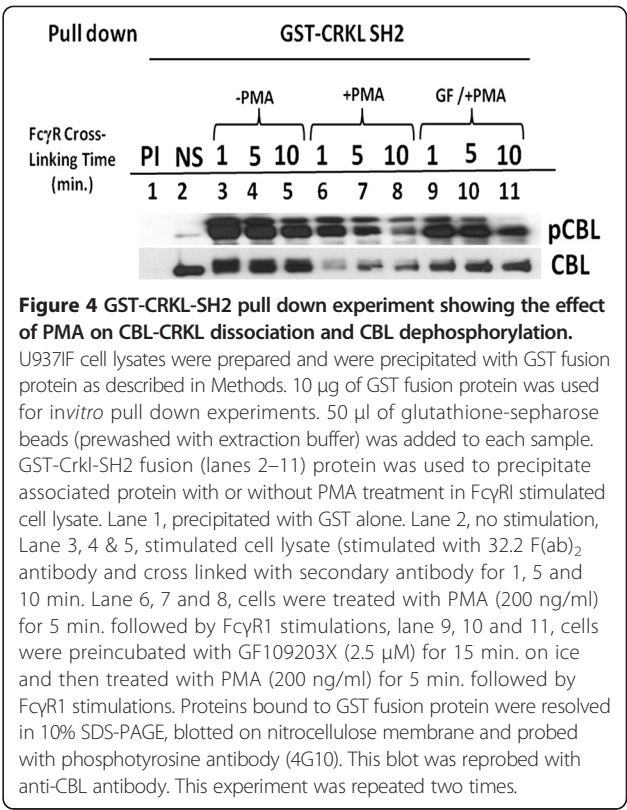 Pull down
GST-CRKL SH2
-PMA
+PMA
GF /+PMA
FcγR Cross-
Linking Time
(min.)
PI NS 1 5 10 1 5 10 1 5 10
1 2 3 4 5 6 7 8 9 10 11
pCBL
CBL
Figure 4 GST-CRKL-SH2 pull down experiment showing the effect
of PMA on CBL-CRKL dissociation and CBL dephosphorylation.
U937IF cell lysates were prepared and were precipitated with GST fusion
protein as described in Methods. 10 μg of GST fusion protein was used
for invitro pull down experiments. 50 μl of glutathione-sepharose
beads (prewashed with extraction buffer) was added to each sample.
GST-Crkl-SH2 fusion (lanes 2–11) protein was used to precipitate
associated protein with or without PMA treatment in FcγRI stimulated
cell lysate. Lane 1, precipitated with GST alone. Lane 2, no stimulation,
Lane 3, 4 & 5, stimulated cell lysate (stimulated with 32.2 F(ab)2
antibody and cross linked with secondary antibody for 1, 5 and
10 min. Lane 6, 7 and 8, cells were treated with PMA (200 ng/ml)
for 5 min. followed by FcγR1 stimulations, lane 9, 10 and 11, cells
were preincubated with GF109203X (2.5 μM) for 15 min. on ice
and then treated with PMA (200 ng/ml) for 5 min. followed by
FcγR1 stimulations. Proteins bound to GST fusion protein were resolved
in 10% SDS-PAGE, blotted on nitrocellulose membrane and probed
with phosphotyrosine antibody (4G10). This blot was reprobed with
anti-CBL antibody. This experiment was repeated two times.